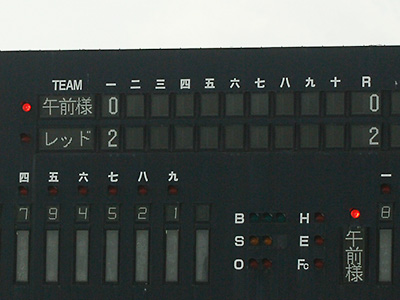 TEAM 一 二 三 四 五 六 七 八 九 十 R
午前様 0 0
レッド 2 2
四 五 六 七 八 九 一
7 9 4 5 2 1 8
B H
S E
O Fc
午前様